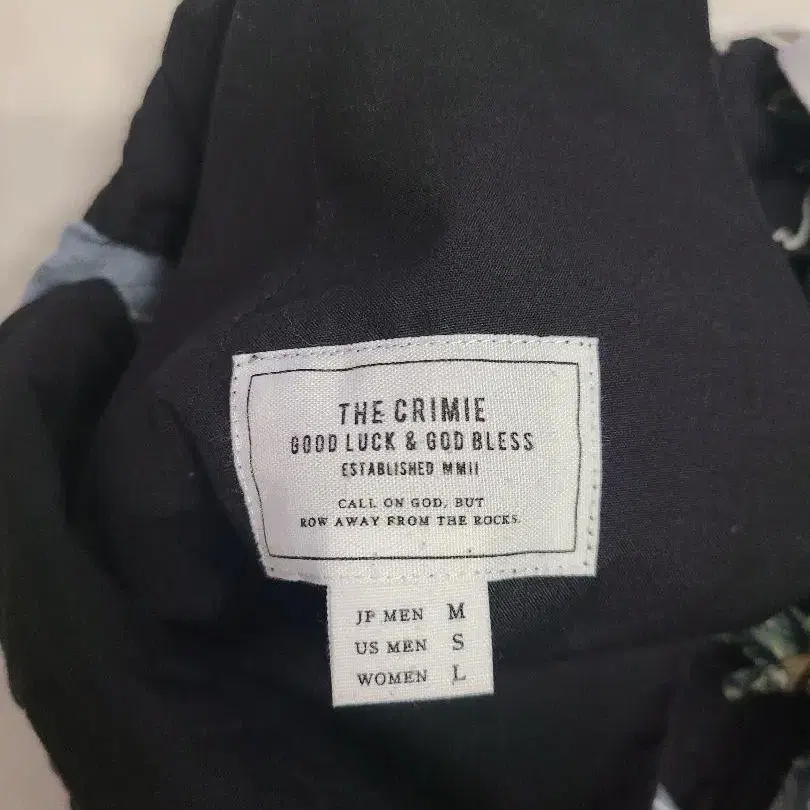 THE CRIMIE
GOOD LUCK & GOD BLESS
ESTABLISHED MMII
CALL ON GOD, BUT
ROW AWAY FROM THE ROCKS.
JP MEN M
US MEN S
WOMEN L